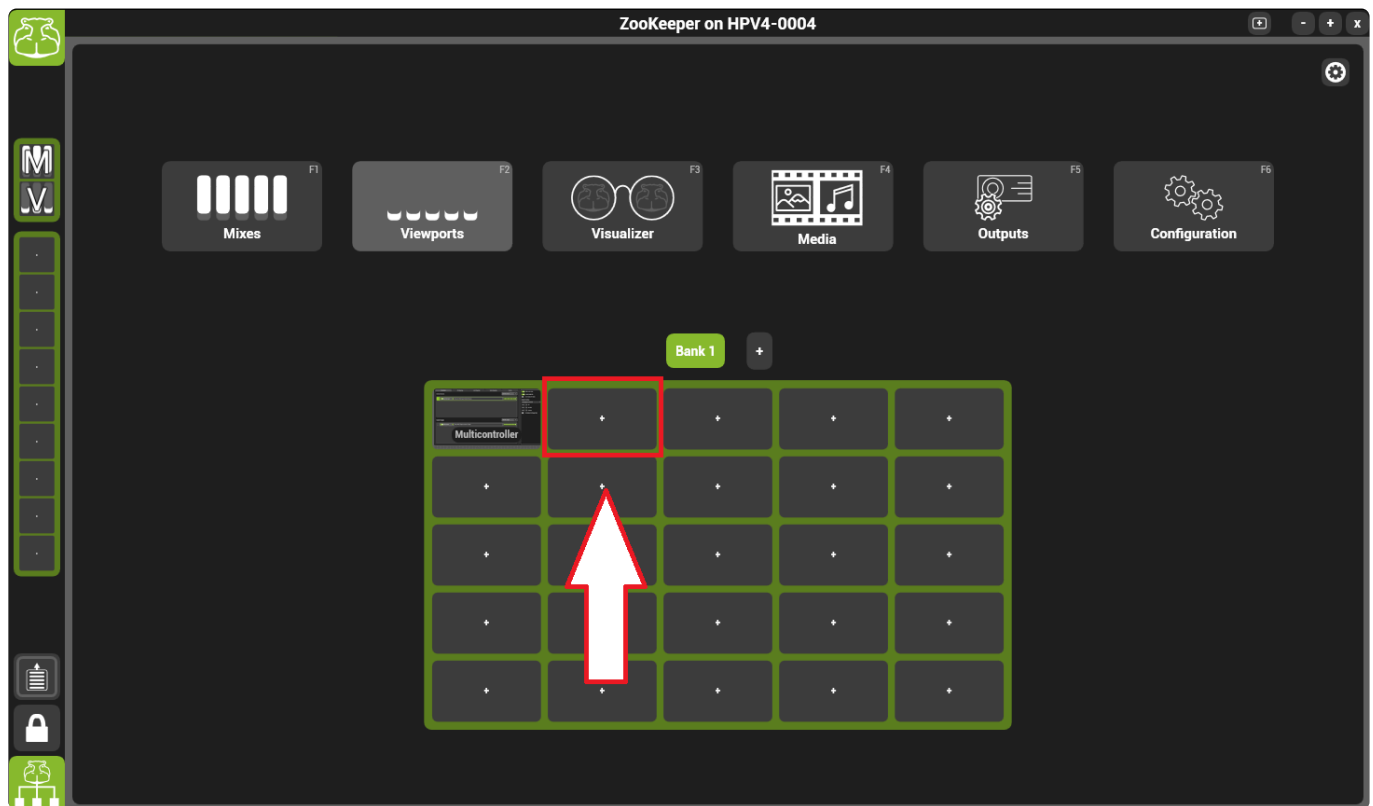 ZooKeeper on HPV4-0004
- + x
M
V
F1
Mixes
F2
Viewports
F3
Visualizer
F4
Media
F5
Outputs
F6
Configuration
Bank 1
+
Multicontroller
+ + + +
+ + + + +
+ + + +
+ + + +
+ + + + +